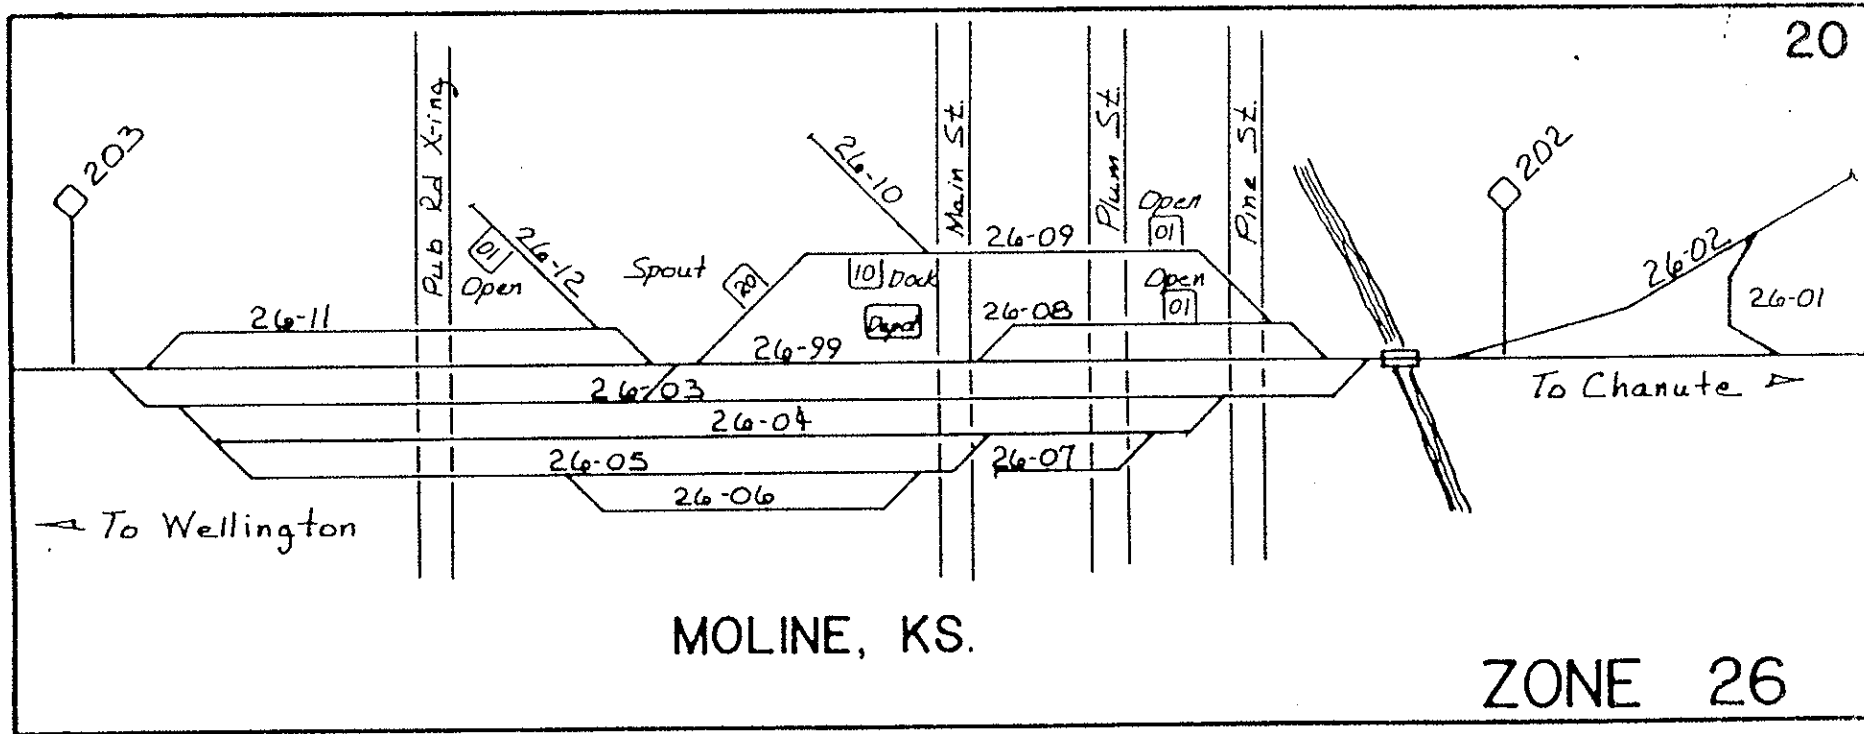 20
203
Pub Rd X-ing
26-10
Main St.
Plum St.
Open
01
Pine St.
202
26-12
01
Open
Spout
20
10 Dock
Depot
26-09
Open
01
26-02
26-01
26-11
26-99
26-08
26-03
To Chanute
26-04
26-05
26-07
26-06
To Wellington
MOLINE, KS.
ZONE 26